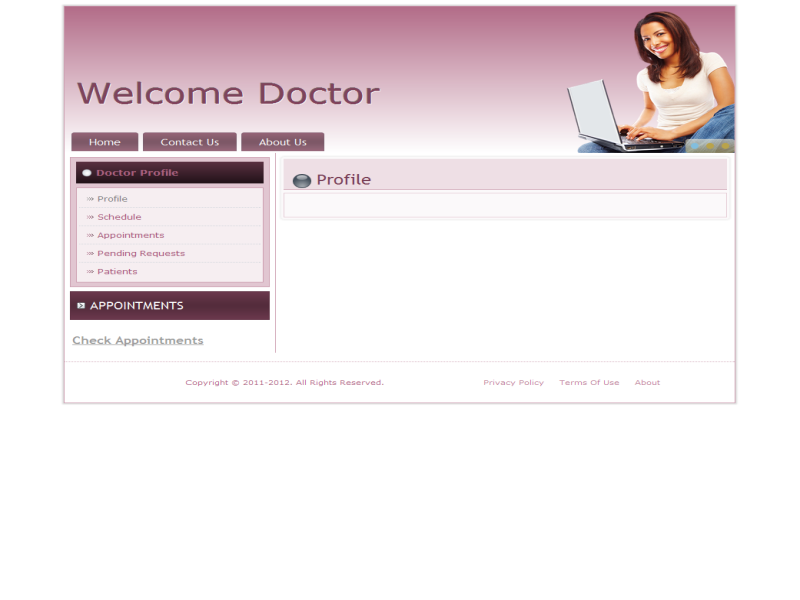 Welcome Doctor
Home
Contact Us
About Us
Doctor Profile
Profile
Schedule
Appointments
Pending Requests
Patients
APPOINTMENTS
Check Appointments
Profile
Copyright © 2011-2012. All Rights Reserved.
Privacy Policy
Terms Of Use
About